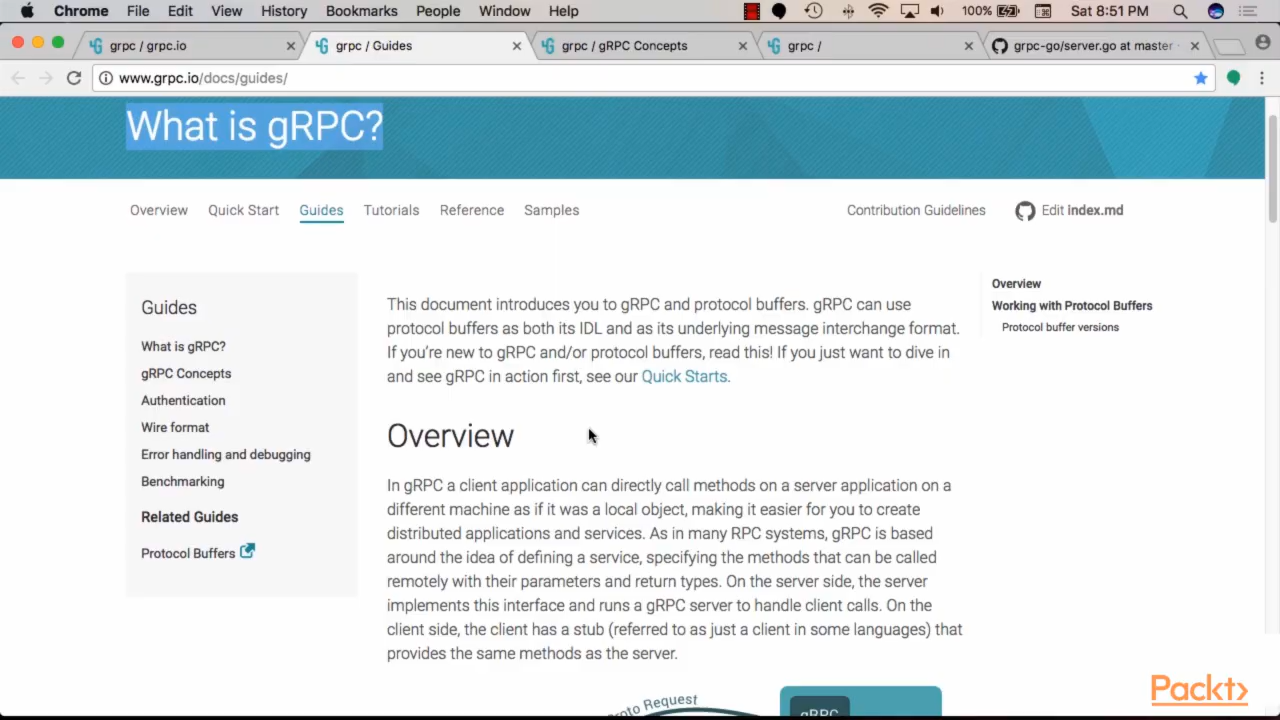 Chrome File Edit View History Bookmarks People Window Help 100% Sat 8:51 PM
grpc / grpc.io
grpc / Guides
grpc / gRPC Concepts
grpc /
grpc-go/server.go at master
www.grpc.io/docs/guides/
What is gRPC?
Overview Quick Start Guides Tutorials Reference Samples Contribution Guidelines Edit index.md
Guides
What is gRPC?
gRPC Concepts
Authentication
Wire format
Error handling and debugging
Benchmarking
Related Guides
Protocol Buffers
This document introduces you to gRPC and protocol buffers. gRPC can use
protocol buffers as both its IDL and as its underlying message interchange format.
If you're new to gRPC and/or protocol buffers, read this! If you just want to dive in
and see gRPC in action first, see our Quick Starts.
Overview
In gRPC a client application can directly call methods on a server application on a
different machine as if it was a local object, making it easier for you to create
distributed applications and services. As in many RPC systems, gRPC is based
around the idea of defining a service, specifying the methods that can be called
remotely with their parameters and return types. On the server side, the server
implements this interface and runs a gRPC server to handle client calls. On the
client side, the client has a stub (referred to as just a client in some languages) that
provides the same methods as the server.
Overview
Working with Protocol Buffers
Protocol buffer versions
Proto Request
gRPC
Packt